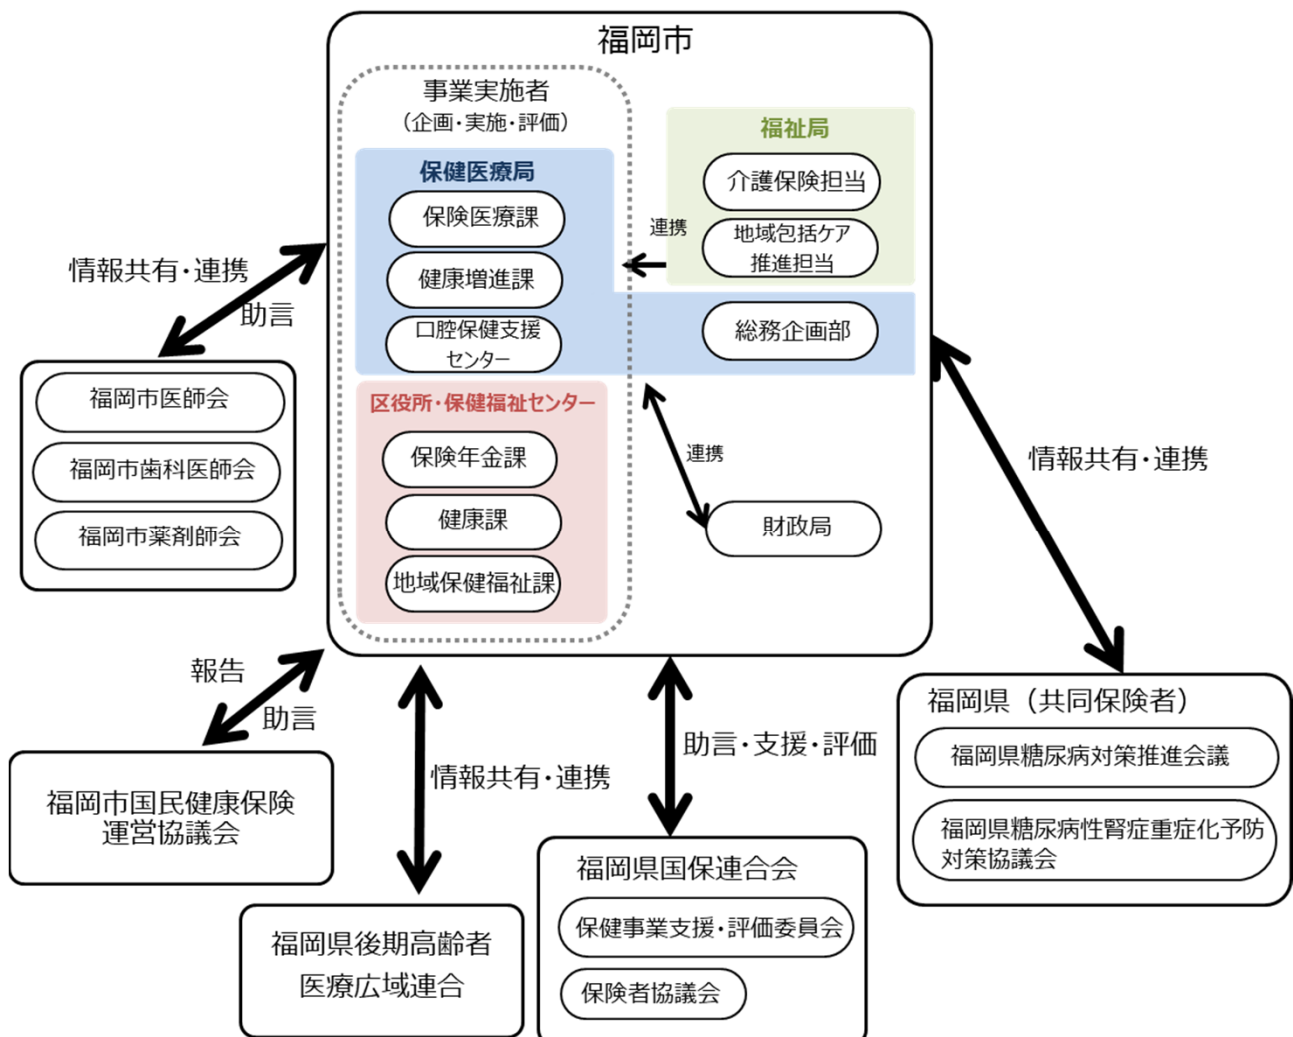 福岡市
事業実施者
（企画・実施・評価）
保健医療局
保険医療課
健康増進課
口腔保健支援
センター
福祉局
介護保険担当
地域包括ケア
推進担当
連携
総務企画部
区役所・保健福祉センター
保険年金課
健康課
地域保健福祉課
連携
財政局
情報共有・連携
助言
福岡市医師会
福岡市歯科医師会
福岡市薬剤師会
報告
助言
福岡市国民健康保険
運営協議会
情報共有・連携
福岡県後期高齢者
医療広域連合
助言・支援・評価
福岡県国保連合会
保健事業支援・評価委員会
保険者協議会
情報共有・連携
福岡県（共同保険者）
福岡県糖尿病対策推進会議
福岡県糖尿病性腎症重症化予防
対策協議会